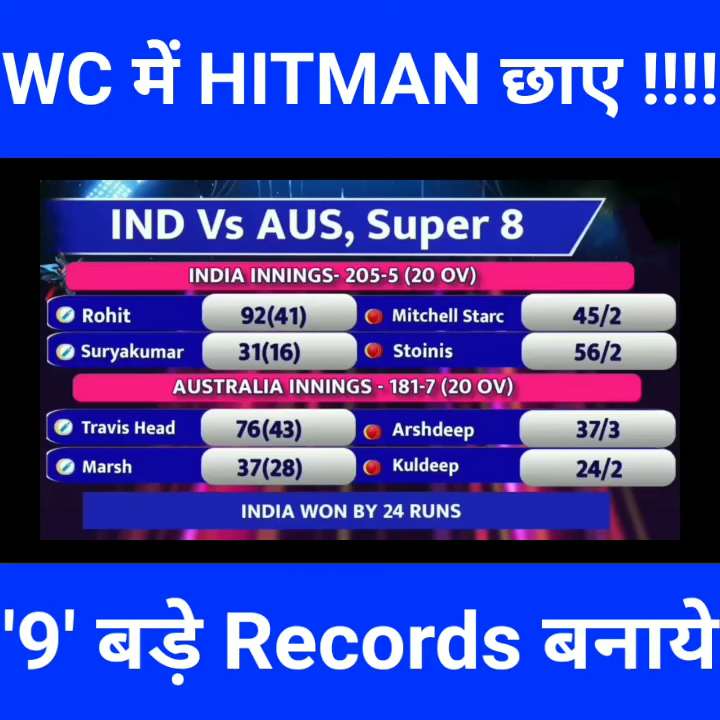 WC में HITMAN छाए !!!!
IND Vs AUS, Super 8
INDIA INNINGS- 205-5 (20 OV)
Rohit 92(41) Mitchell Starc 45/2
Suryakumar 31(16) Stoinis 56/2
AUSTRALIA INNINGS - 181-7 (20 OV)
Travis Head 76(43) Arshdeep 37/3
Marsh 37(28) Kuldeep 24/2
INDIA WON BY 24 RUNS
'9' बड़े Records बनाये